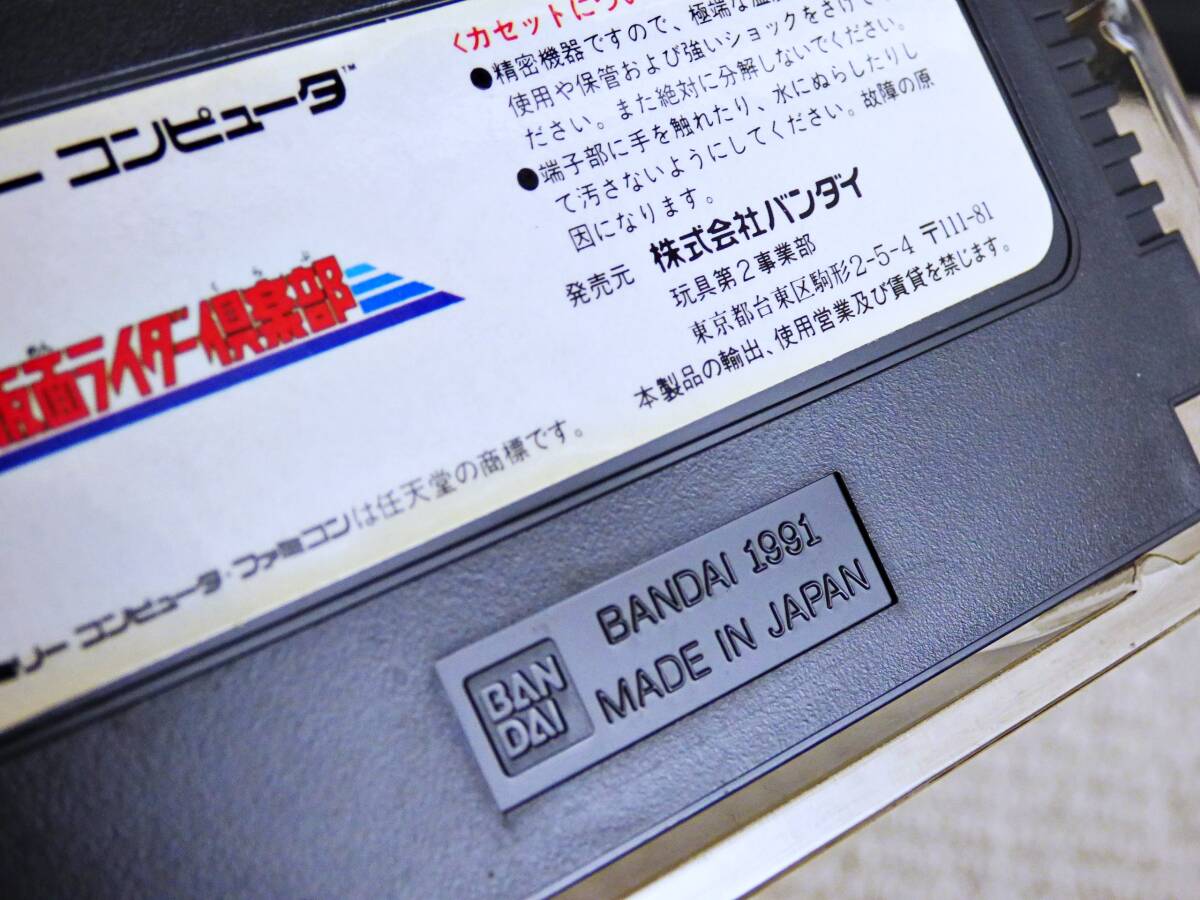 ー コンピュータ™
らぶ
仮面ライダー倶楽部
ー コンピュータ・ファミコンは任天堂の商標です。
〈カセットについ
●精密機器ですので、極端な温
使用や保管および強いショックをさけて
ださい。また絶対に分解しないでください。
●端子部に手を触れたり、水にぬらしたりし
て汚さないようにしてください。故障の原
因になります。
発売元 株式会社バンダイ
玩具第2事業部
東京都台東区駒形2-5-4 〒111-81
本製品の輸出、使用営業及び賃貸を禁じます。
BAN
DAI
BANDAI 1991
MADE IN JAPAN